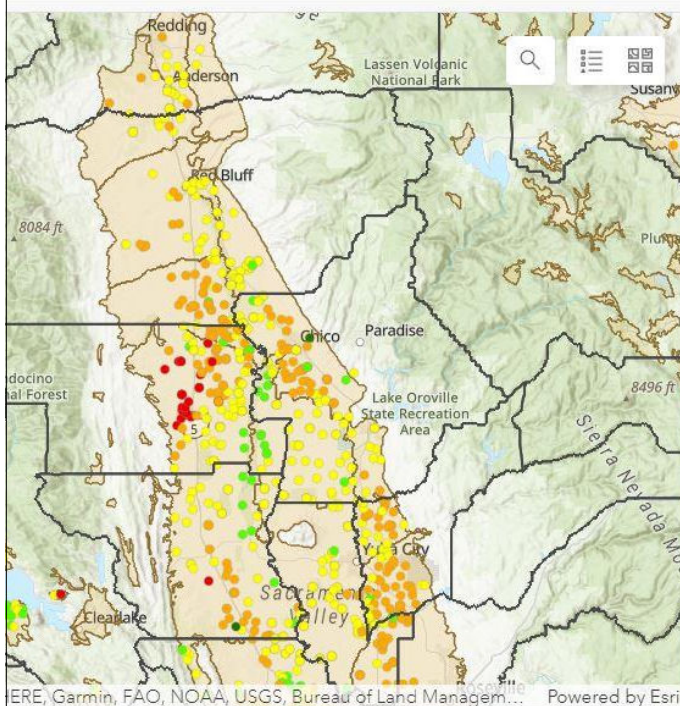 Redding
Anderson
Lassen Volcanic
National Park
Susanv
Red Bluff
8084 ft
Plum
Chico
Paradise
ndocino
nal Forest
Lake Oroville
State Recreation
Area
8496 ft
5
Sierra Nevada Mou
Yuba City
Sacramento
Valley
Clearlake
Roseville
HERE, Garmin, FAO, NOAA, USGS, Bureau of Land Managem... Powered by Esri